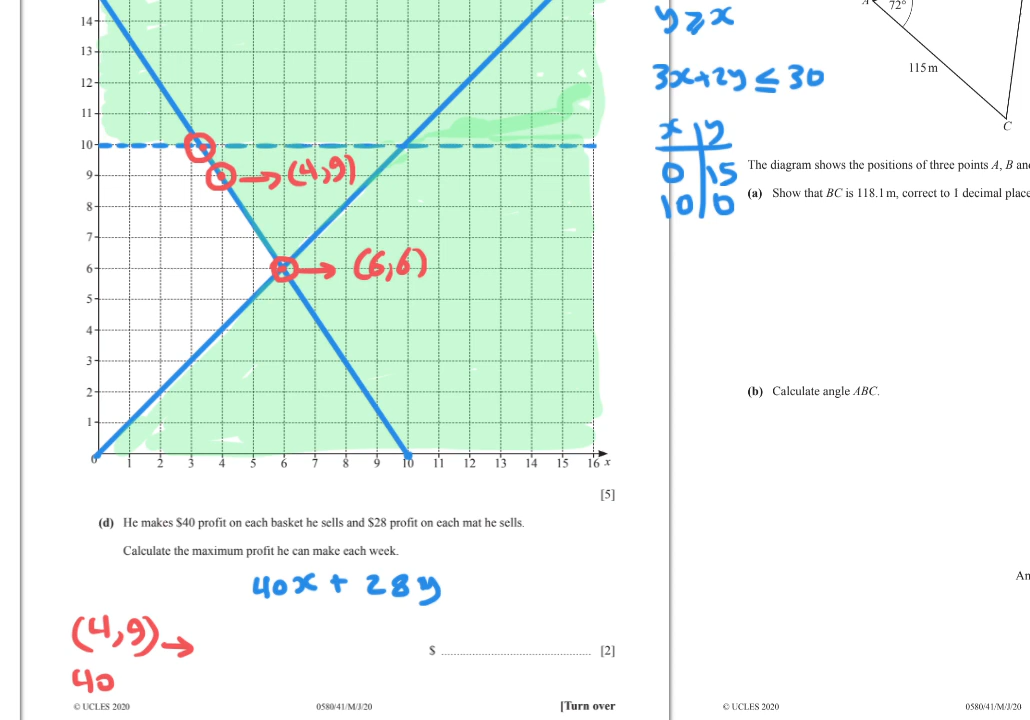 14
13
12
11
10
9
8
7
6
5
4
3
2
1
0
1 2 3 4 5 6 7 8 9 10 11 12 13 14 15 16 x
(4,9)
(6,6)
[5]
(d) He makes $40 profit on each basket he sells and $28 profit on each mat he sells.
Calculate the maximum profit he can make each week.
40x + 28y
(4,9) →
40
$ ............................................... [2]
© UCLES 2020 0580/41/M/J/20 [Turn over
y ⩾ x
3x+2y ≤ 30
x y
0 15
10 0
A 72°
115 m
C
The diagram shows the positions of three points A, B an
(a) Show that BC is 118.1 m, correct to 1 decimal place
(b) Calculate angle ABC.
An
© UCLES 2020 0580/41/M/J/20